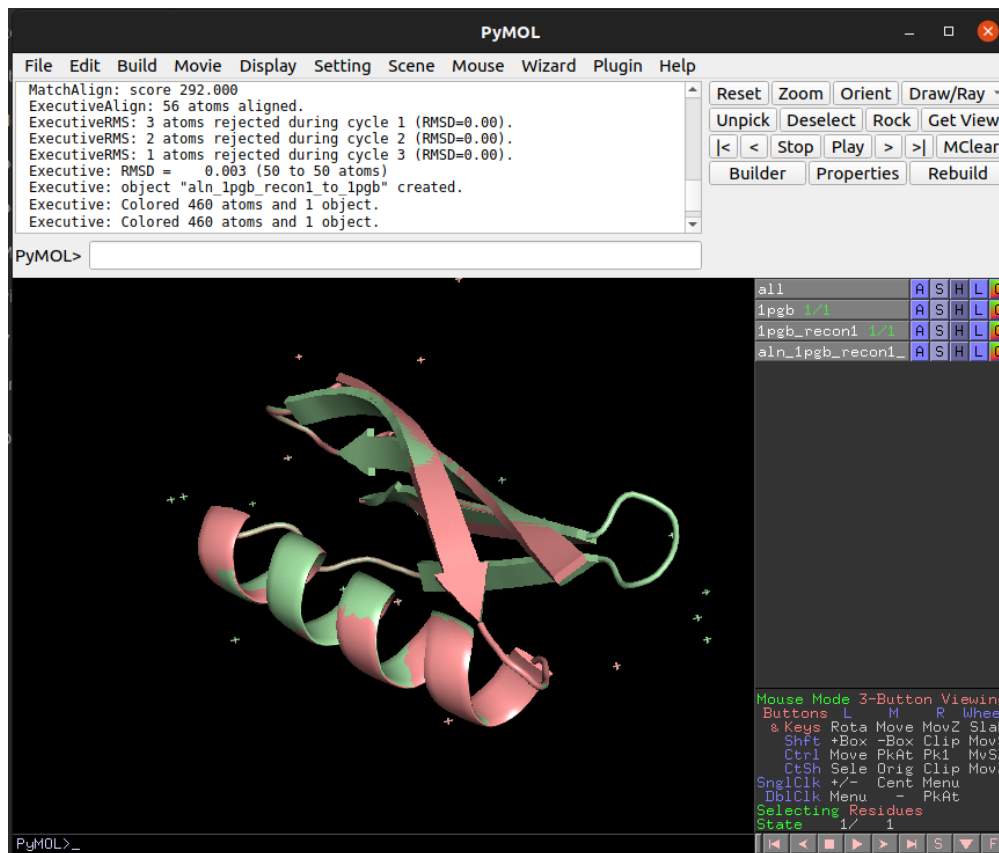 PyMOL
File Edit Build Movie Display Setting Scene Mouse Wizard Plugin Help
MatchAlign: score 292.000
ExecutiveAlign: 56 atoms aligned.
ExecutiveRMS: 3 atoms rejected during cycle 1 (RMSD=0.00).
ExecutiveRMS: 2 atoms rejected during cycle 2 (RMSD=0.00).
ExecutiveRMS: 1 atoms rejected during cycle 3 (RMSD=0.00).
Executive: RMSD =    0.003 (50 to 50 atoms)
Executive: object "aln_1pgb_recon1_to_1pgb" created.
Executive: Colored 460 atoms and 1 object.
Executive: Colored 460 atoms and 1 object.
PyMOL>
Reset Zoom Orient Draw/Ray
Unpick Deselect Rock Get View
|< < Stop Play > >| MClear
Builder Properties Rebuild
all A S H L C
1pgb 1/1 A S H L C
1pgb_recon1 1/1 A S H L C
aln_1pgb_recon1_ A S H L C
Mouse Mode 3-Button Viewing
Buttons L M R Whee
& Keys Rota Move MovZ Sla
Shft +Box -Box Clip Mov
Ctrl Move PkAt Pk1 MvS
CtSh Sele Orig Clip Mov
SnglClk +/- Cent Menu
DblClk Menu - PkAt
Selecting Residues
State 1/ 1
PyMOL>_
S F